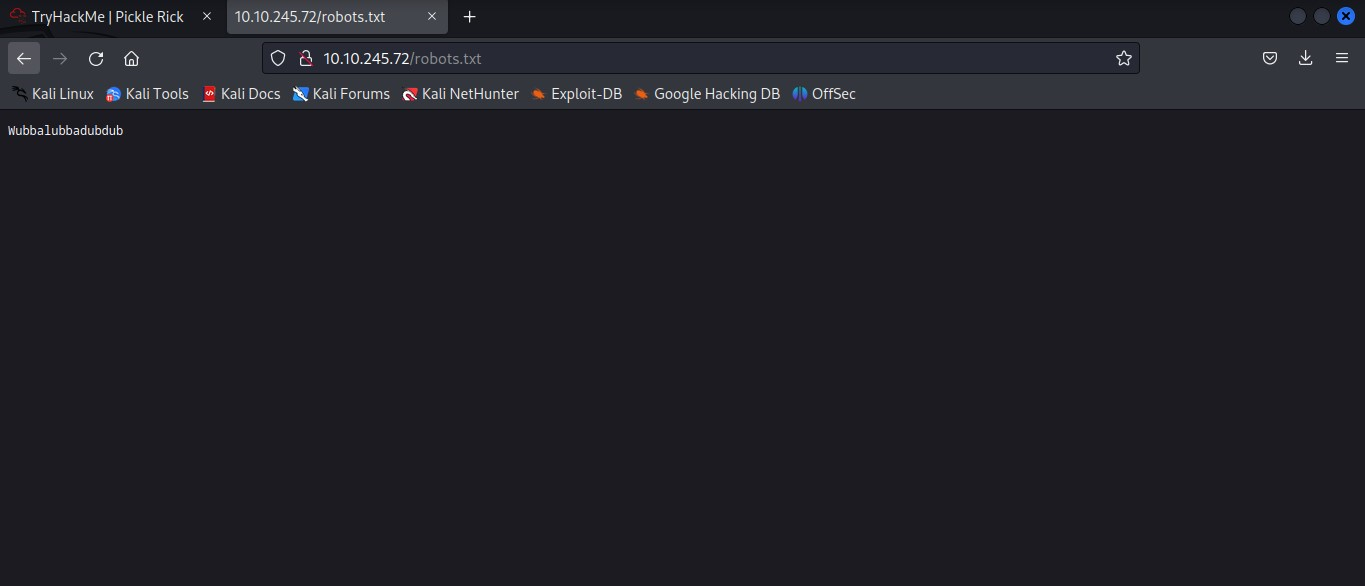 TryHackMe | Pickle Rick
10.10.245.72/robots.txt
10.10.245.72/robots.txt
Kali Linux Kali Tools Kali Docs Kali Forums Kali NetHunter Exploit-DB Google Hacking DB OffSec
Wubbalubbadubdub